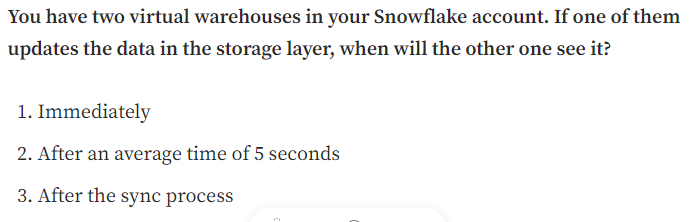 You have two virtual warehouses in your Snowflake account. If one of them
updates the data in the storage layer, when will the other one see it?
1. Immediately
2. After an average time of 5 seconds
3. After the sync process